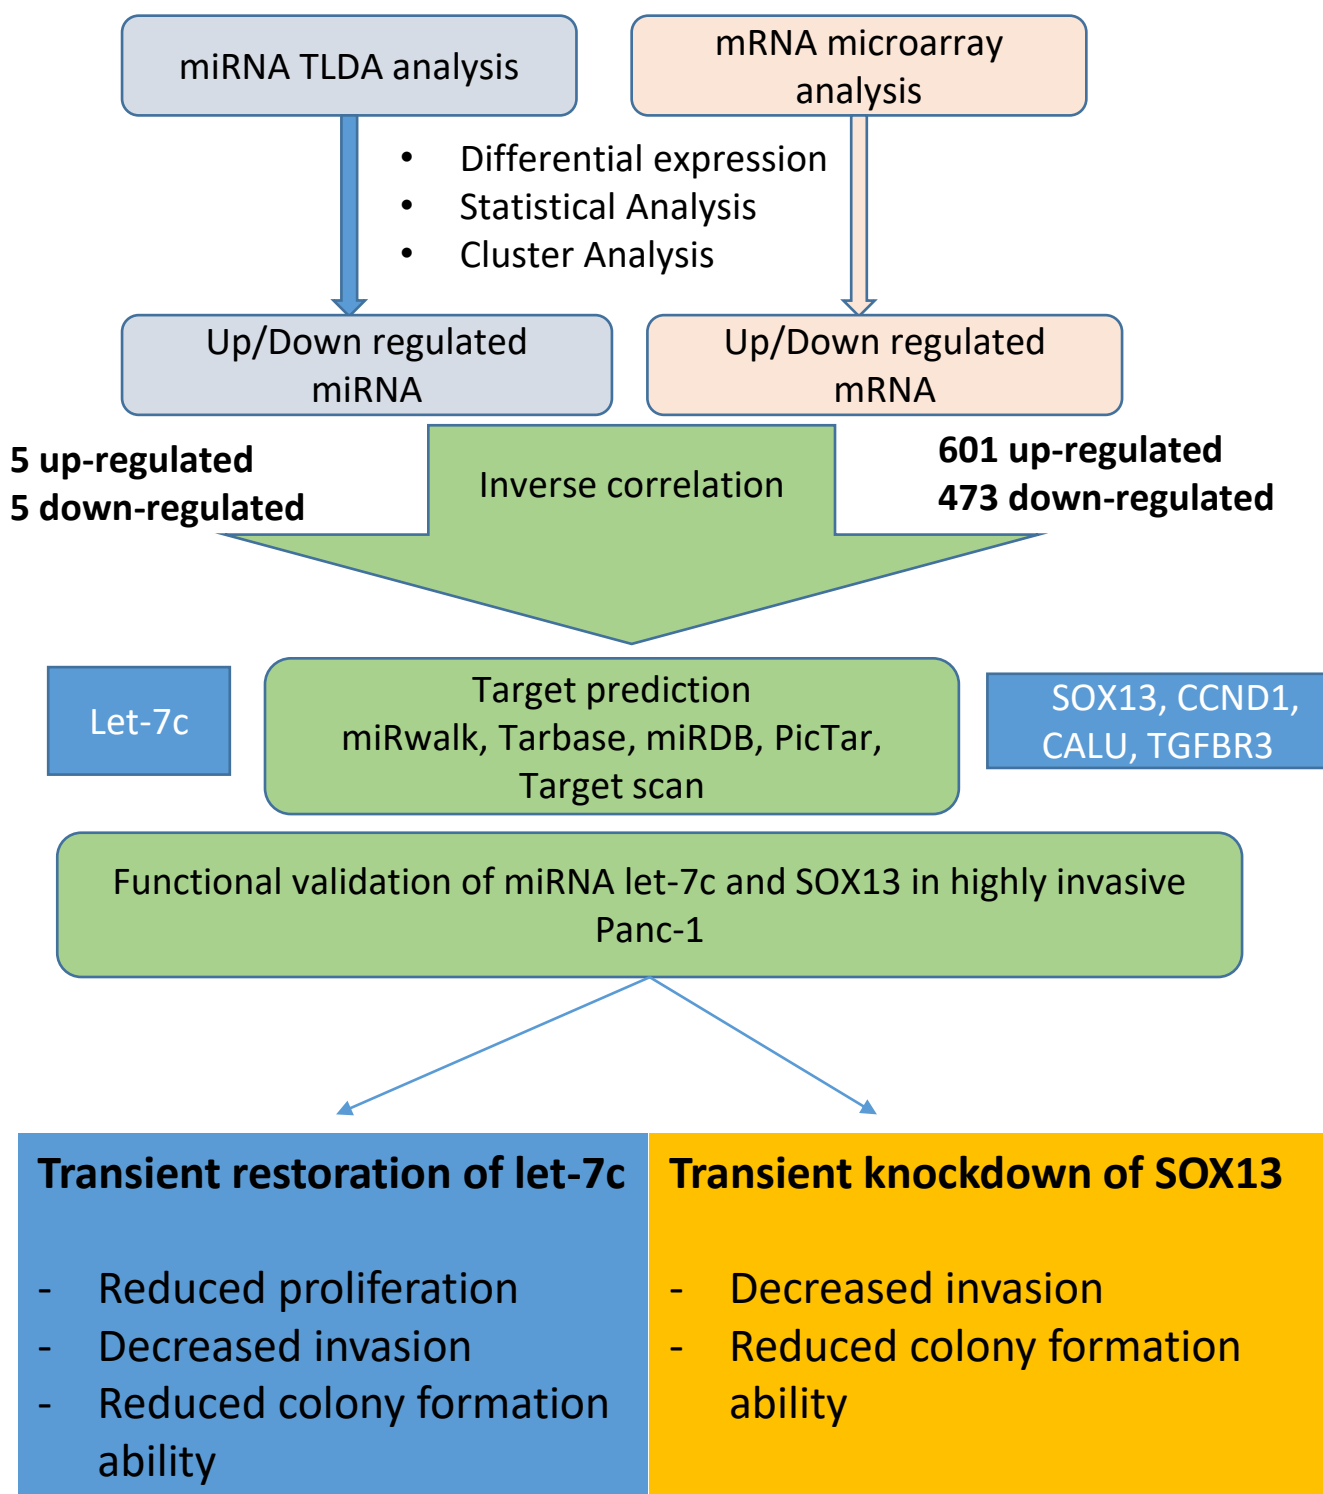 miRNA TLDA analysis
mRNA microarray
analysis
• Differential expression
• Statistical Analysis
• Cluster Analysis
Up/Down regulated
miRNA
Up/Down regulated
mRNA
5 up-regulated
5 down-regulated
Inverse correlation
601 up-regulated
473 down-regulated
Let-7c
Target prediction
miRwalk, Tarbase, miRDB, PicTar,
Target scan
SOX13, CCND1,
CALU, TGFBR3
Functional validation of miRNA let-7c and SOX13 in highly invasive
Panc-1
Transient restoration of let-7c
- Reduced proliferation
- Decreased invasion
- Reduced colony formation
ability
Transient knockdown of SOX13
- Decreased invasion
- Reduced colony formation
ability